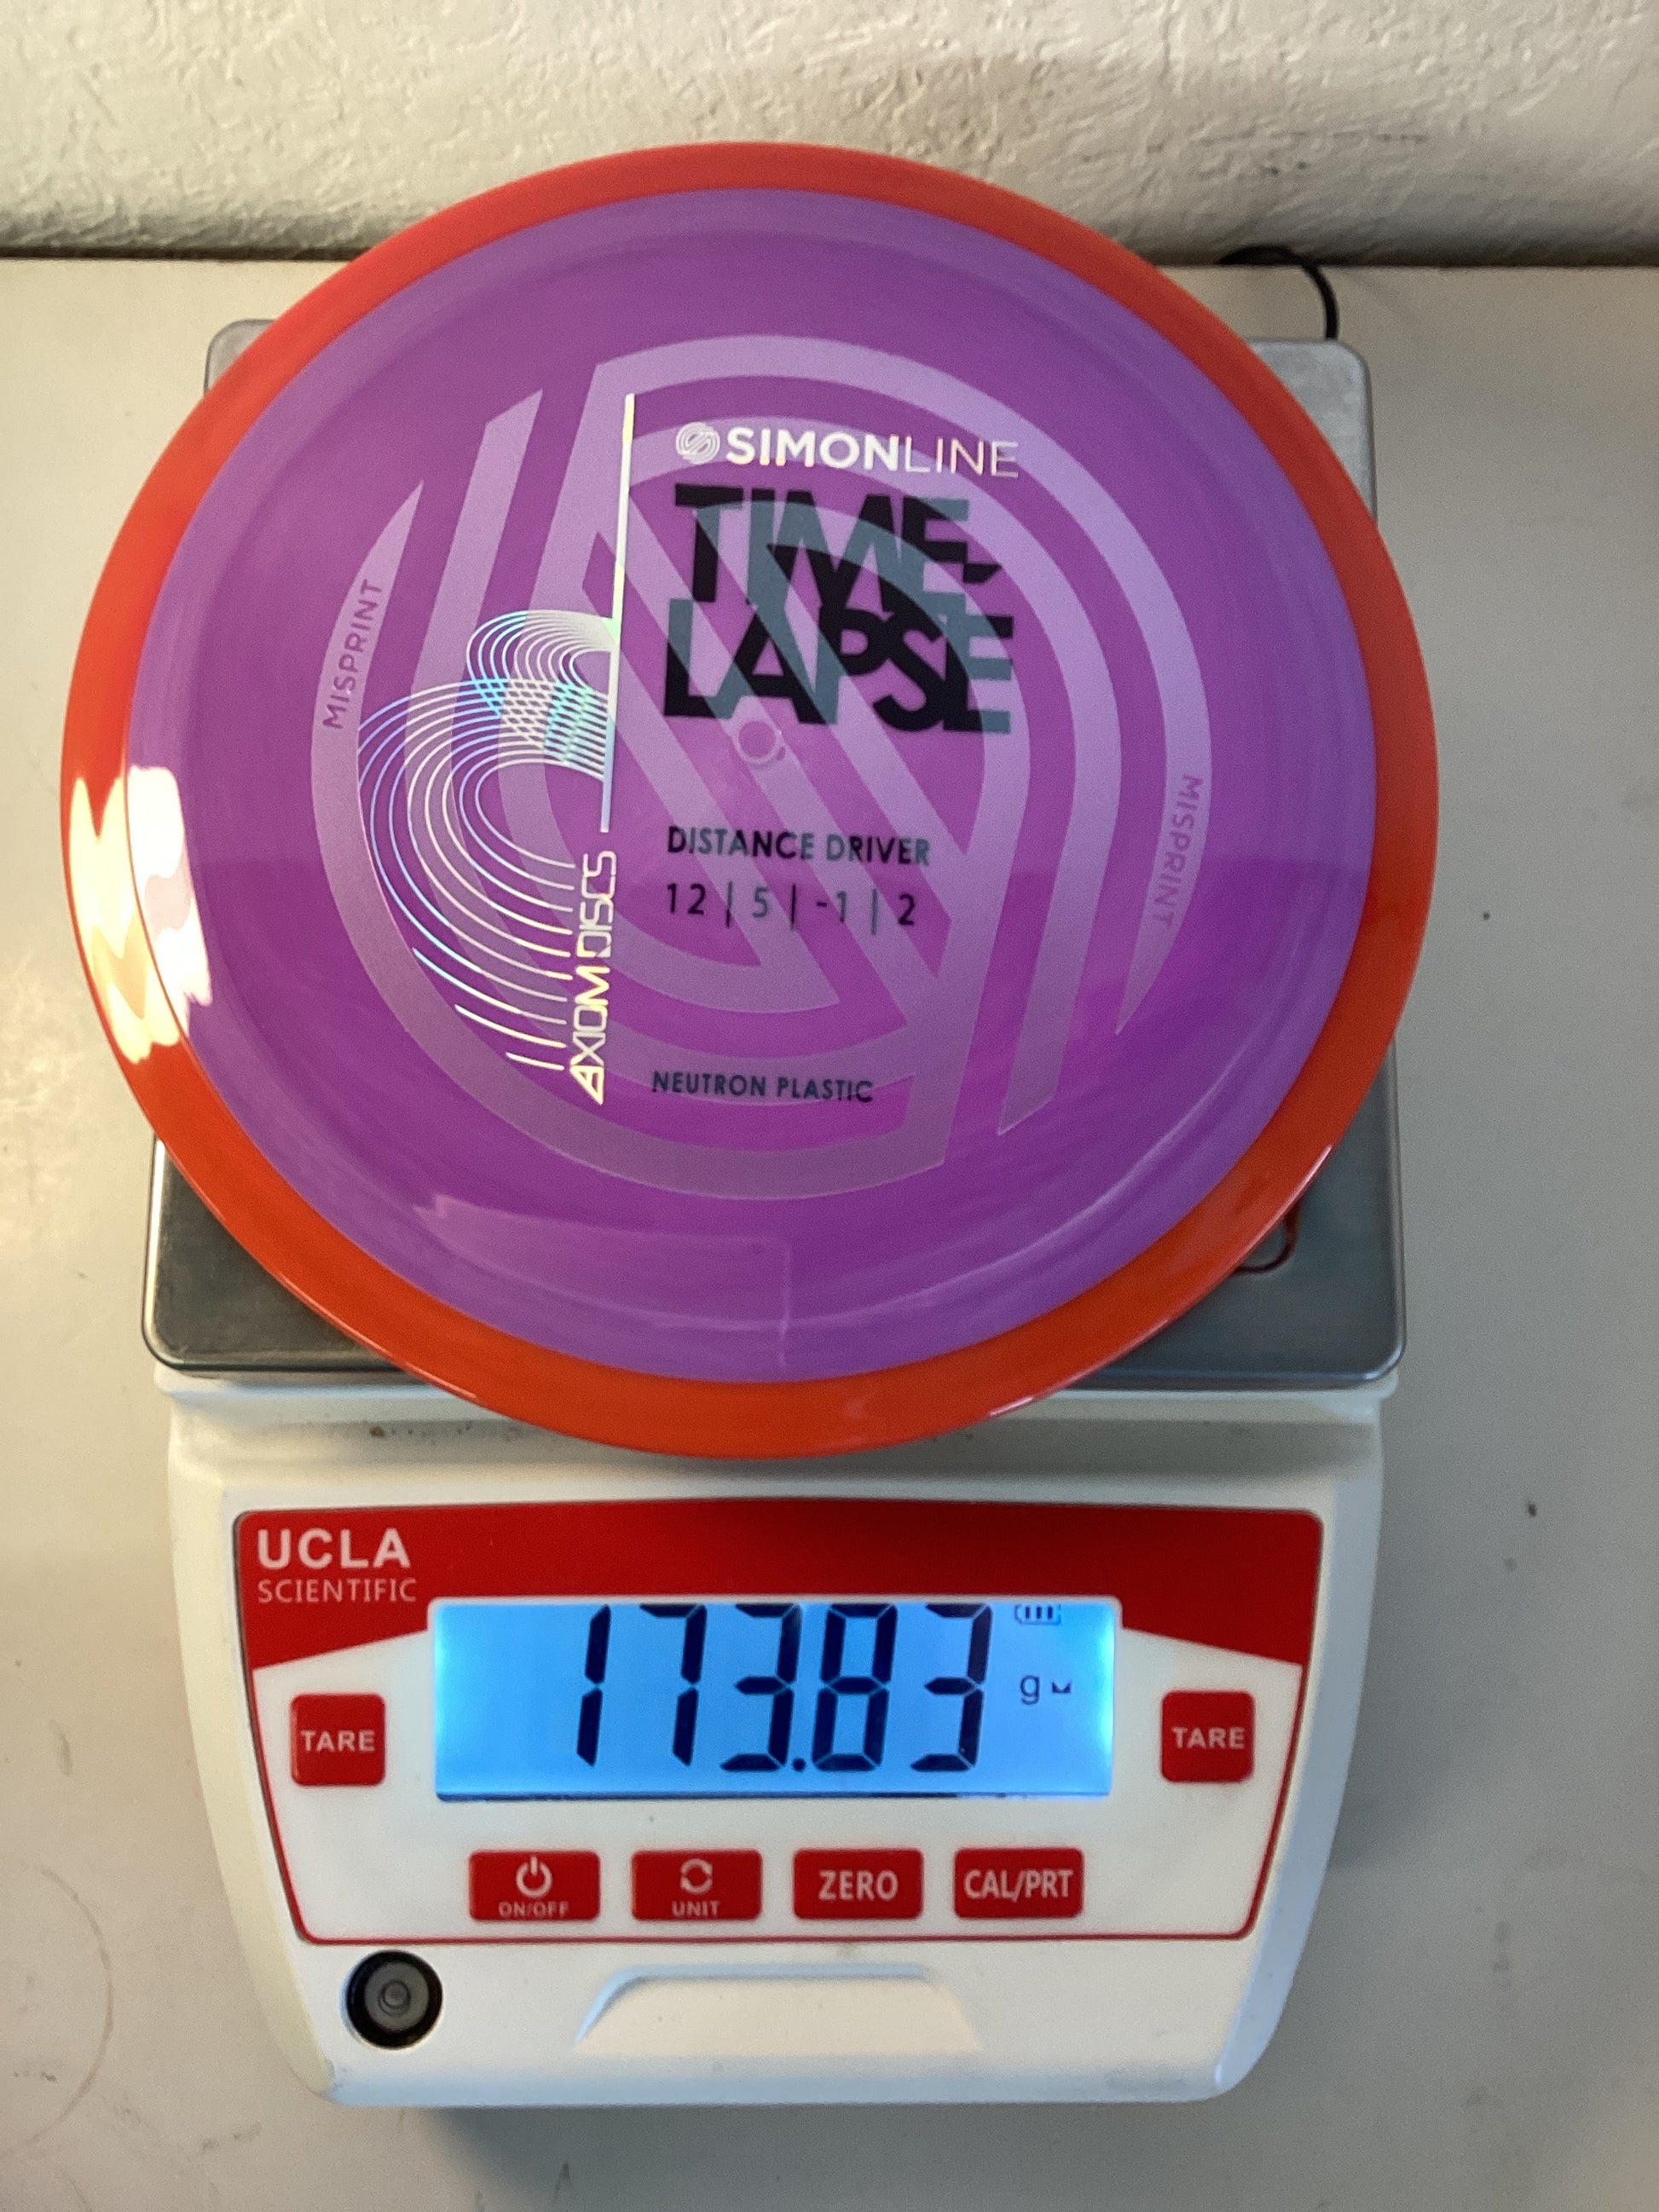 SIMONLINE
TIME-
LAPSE
MISPRINT
MISPRINT
DISTANCE DRIVER
12 | 5 | -1 | 2
AXIOM DISCS
NEUTRON PLASTIC
UCLA
SCIENTIFIC
173.83 g
TARE
TARE
ON/OFF
UNIT
ZERO
CAL/PRT